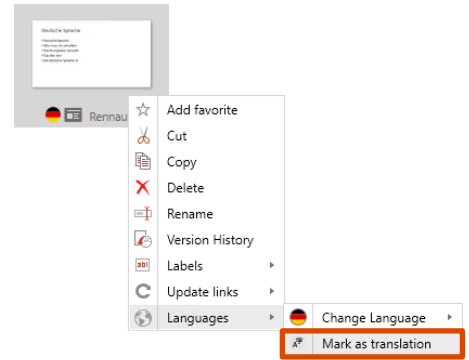 Deutsche Sprache
Rennau
Add favorite
Cut
Copy
Delete
Rename
Version History
abl Labels
Update links
Languages
Change Language
Mark as translation